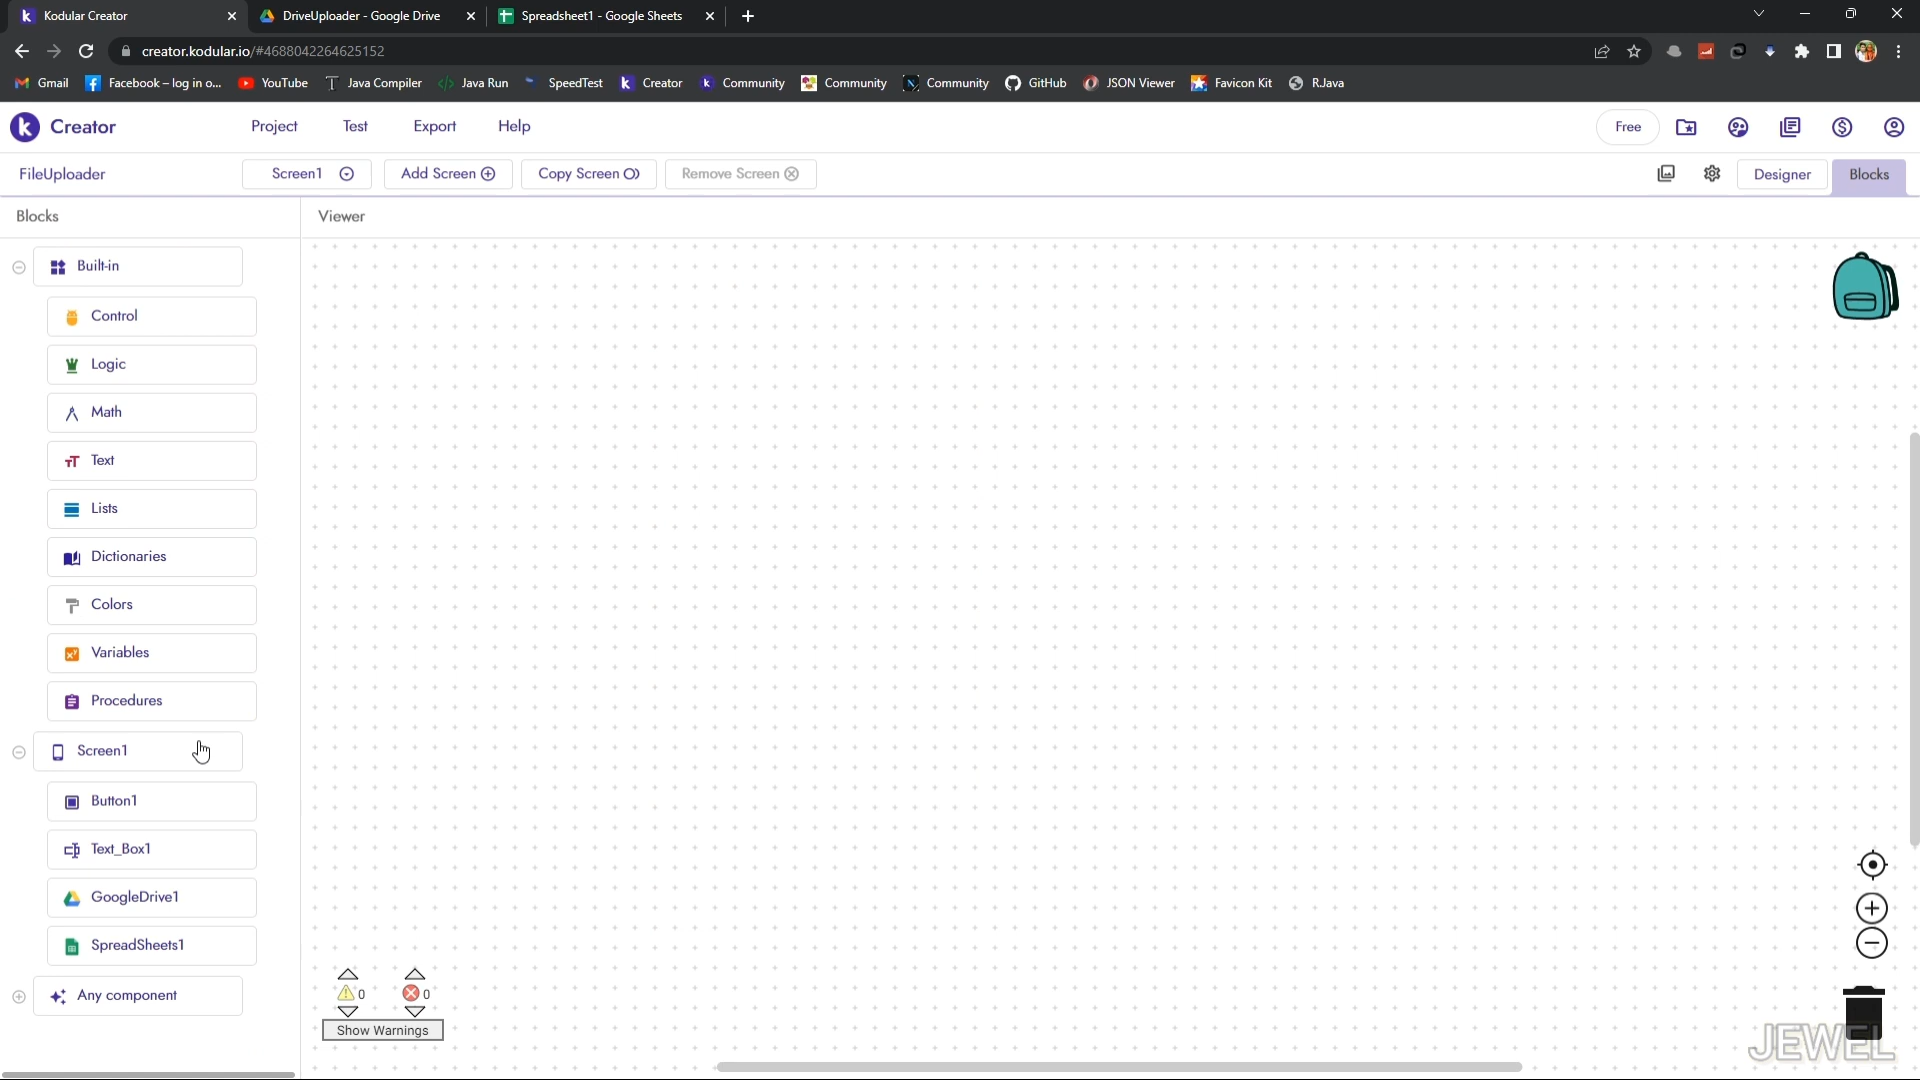 Kodular Creator
DriveUploader - Google Drive
Spreadsheet1 - Google Sheets
creator.kodular.io/#4688042264625152
Gmail
Facebook – log in o...
YouTube
Java Compiler
Java Run
SpeedTest
Creator
Community
Community
Community
GitHub
JSON Viewer
Favicon Kit
RJava
Creator
Project
Test
Export
Help
Free
FileUploader
Screen1
Add Screen
Copy Screen
Remove Screen
Designer
Blocks
Blocks
Viewer
Built-in
Control
Logic
Math
Text
Lists
Dictionaries
Colors
Variables
Procedures
Screen1
Button1
Text_Box1
GoogleDrive1
SpreadSheets1
Any component
0
0
Show Warnings
JEWEL